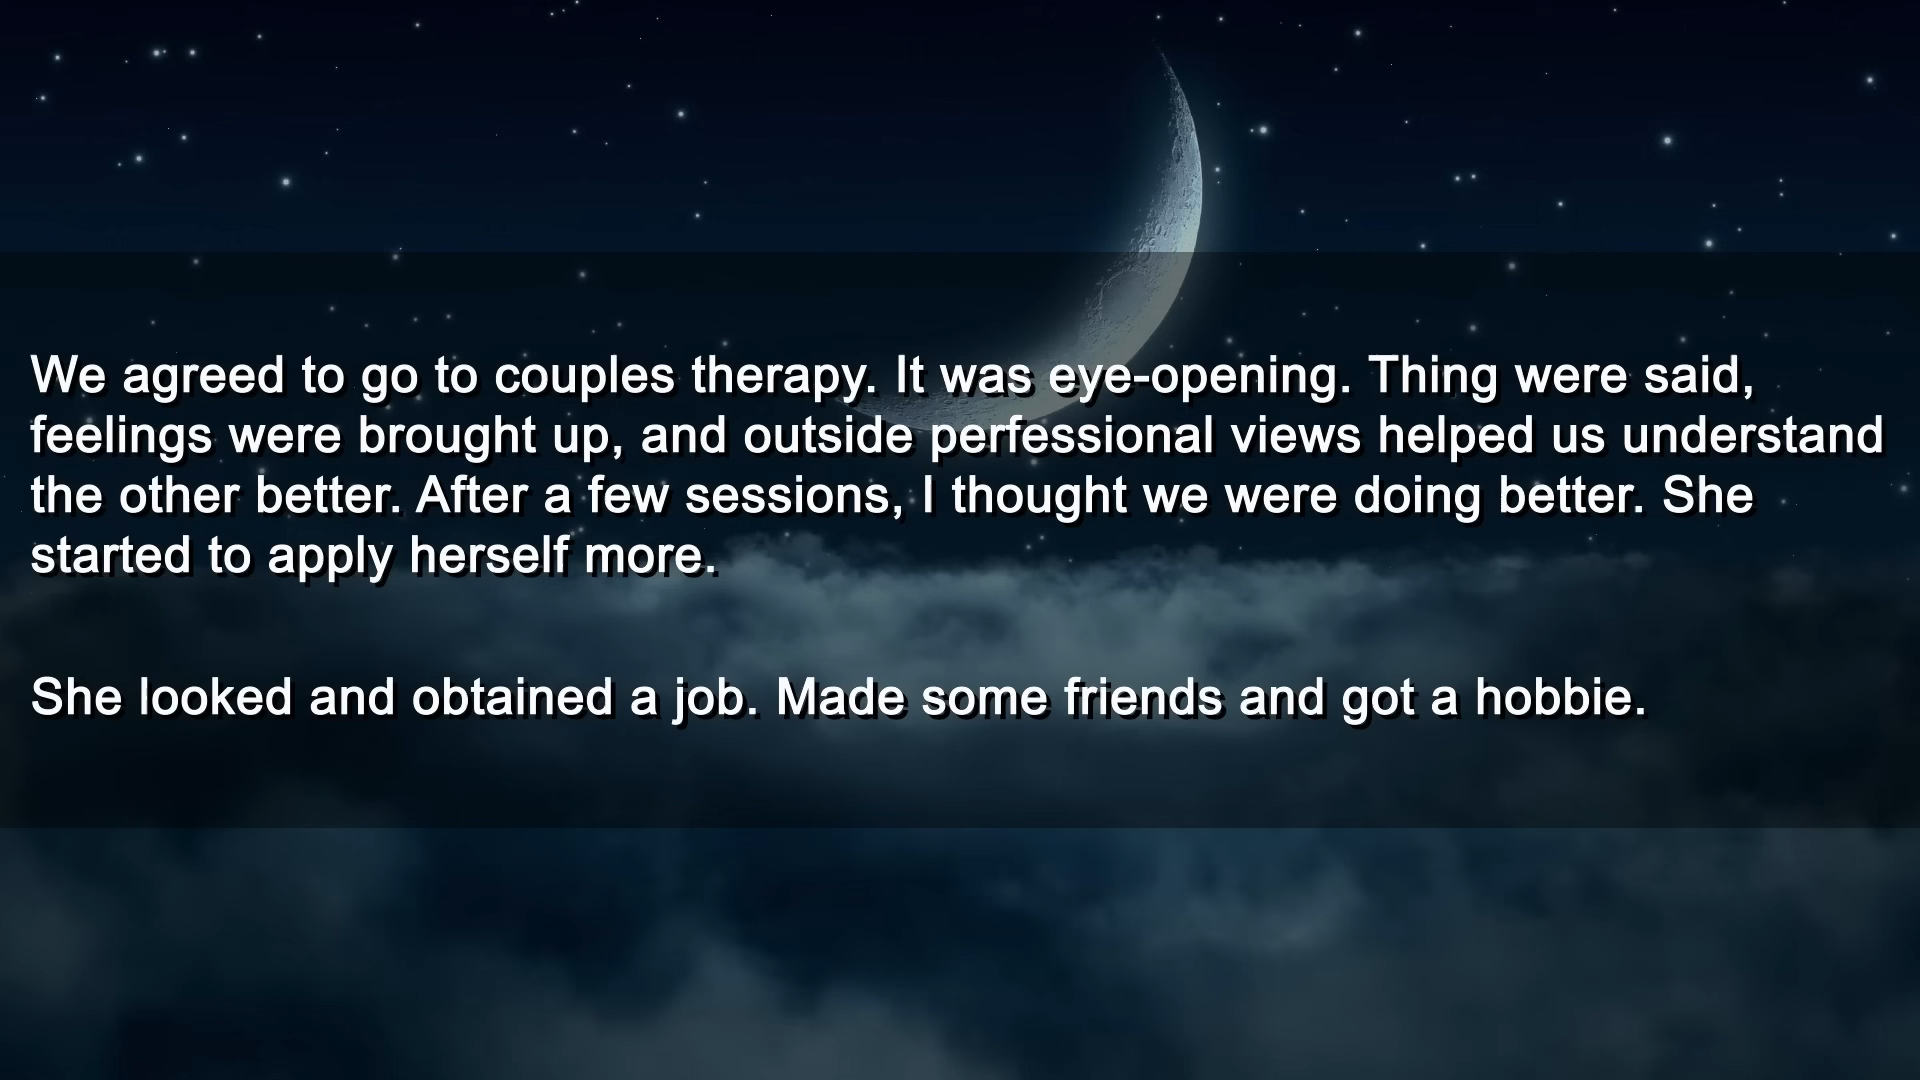 We agreed to go to couples therapy. It was eye-opening. Thing were said,
feelings were brought up, and outside perfessional views helped us understand
the other better. After a few sessions, I thought we were doing better. She
started to apply herself more.
She looked and obtained a job. Made some friends and got a hobbie.